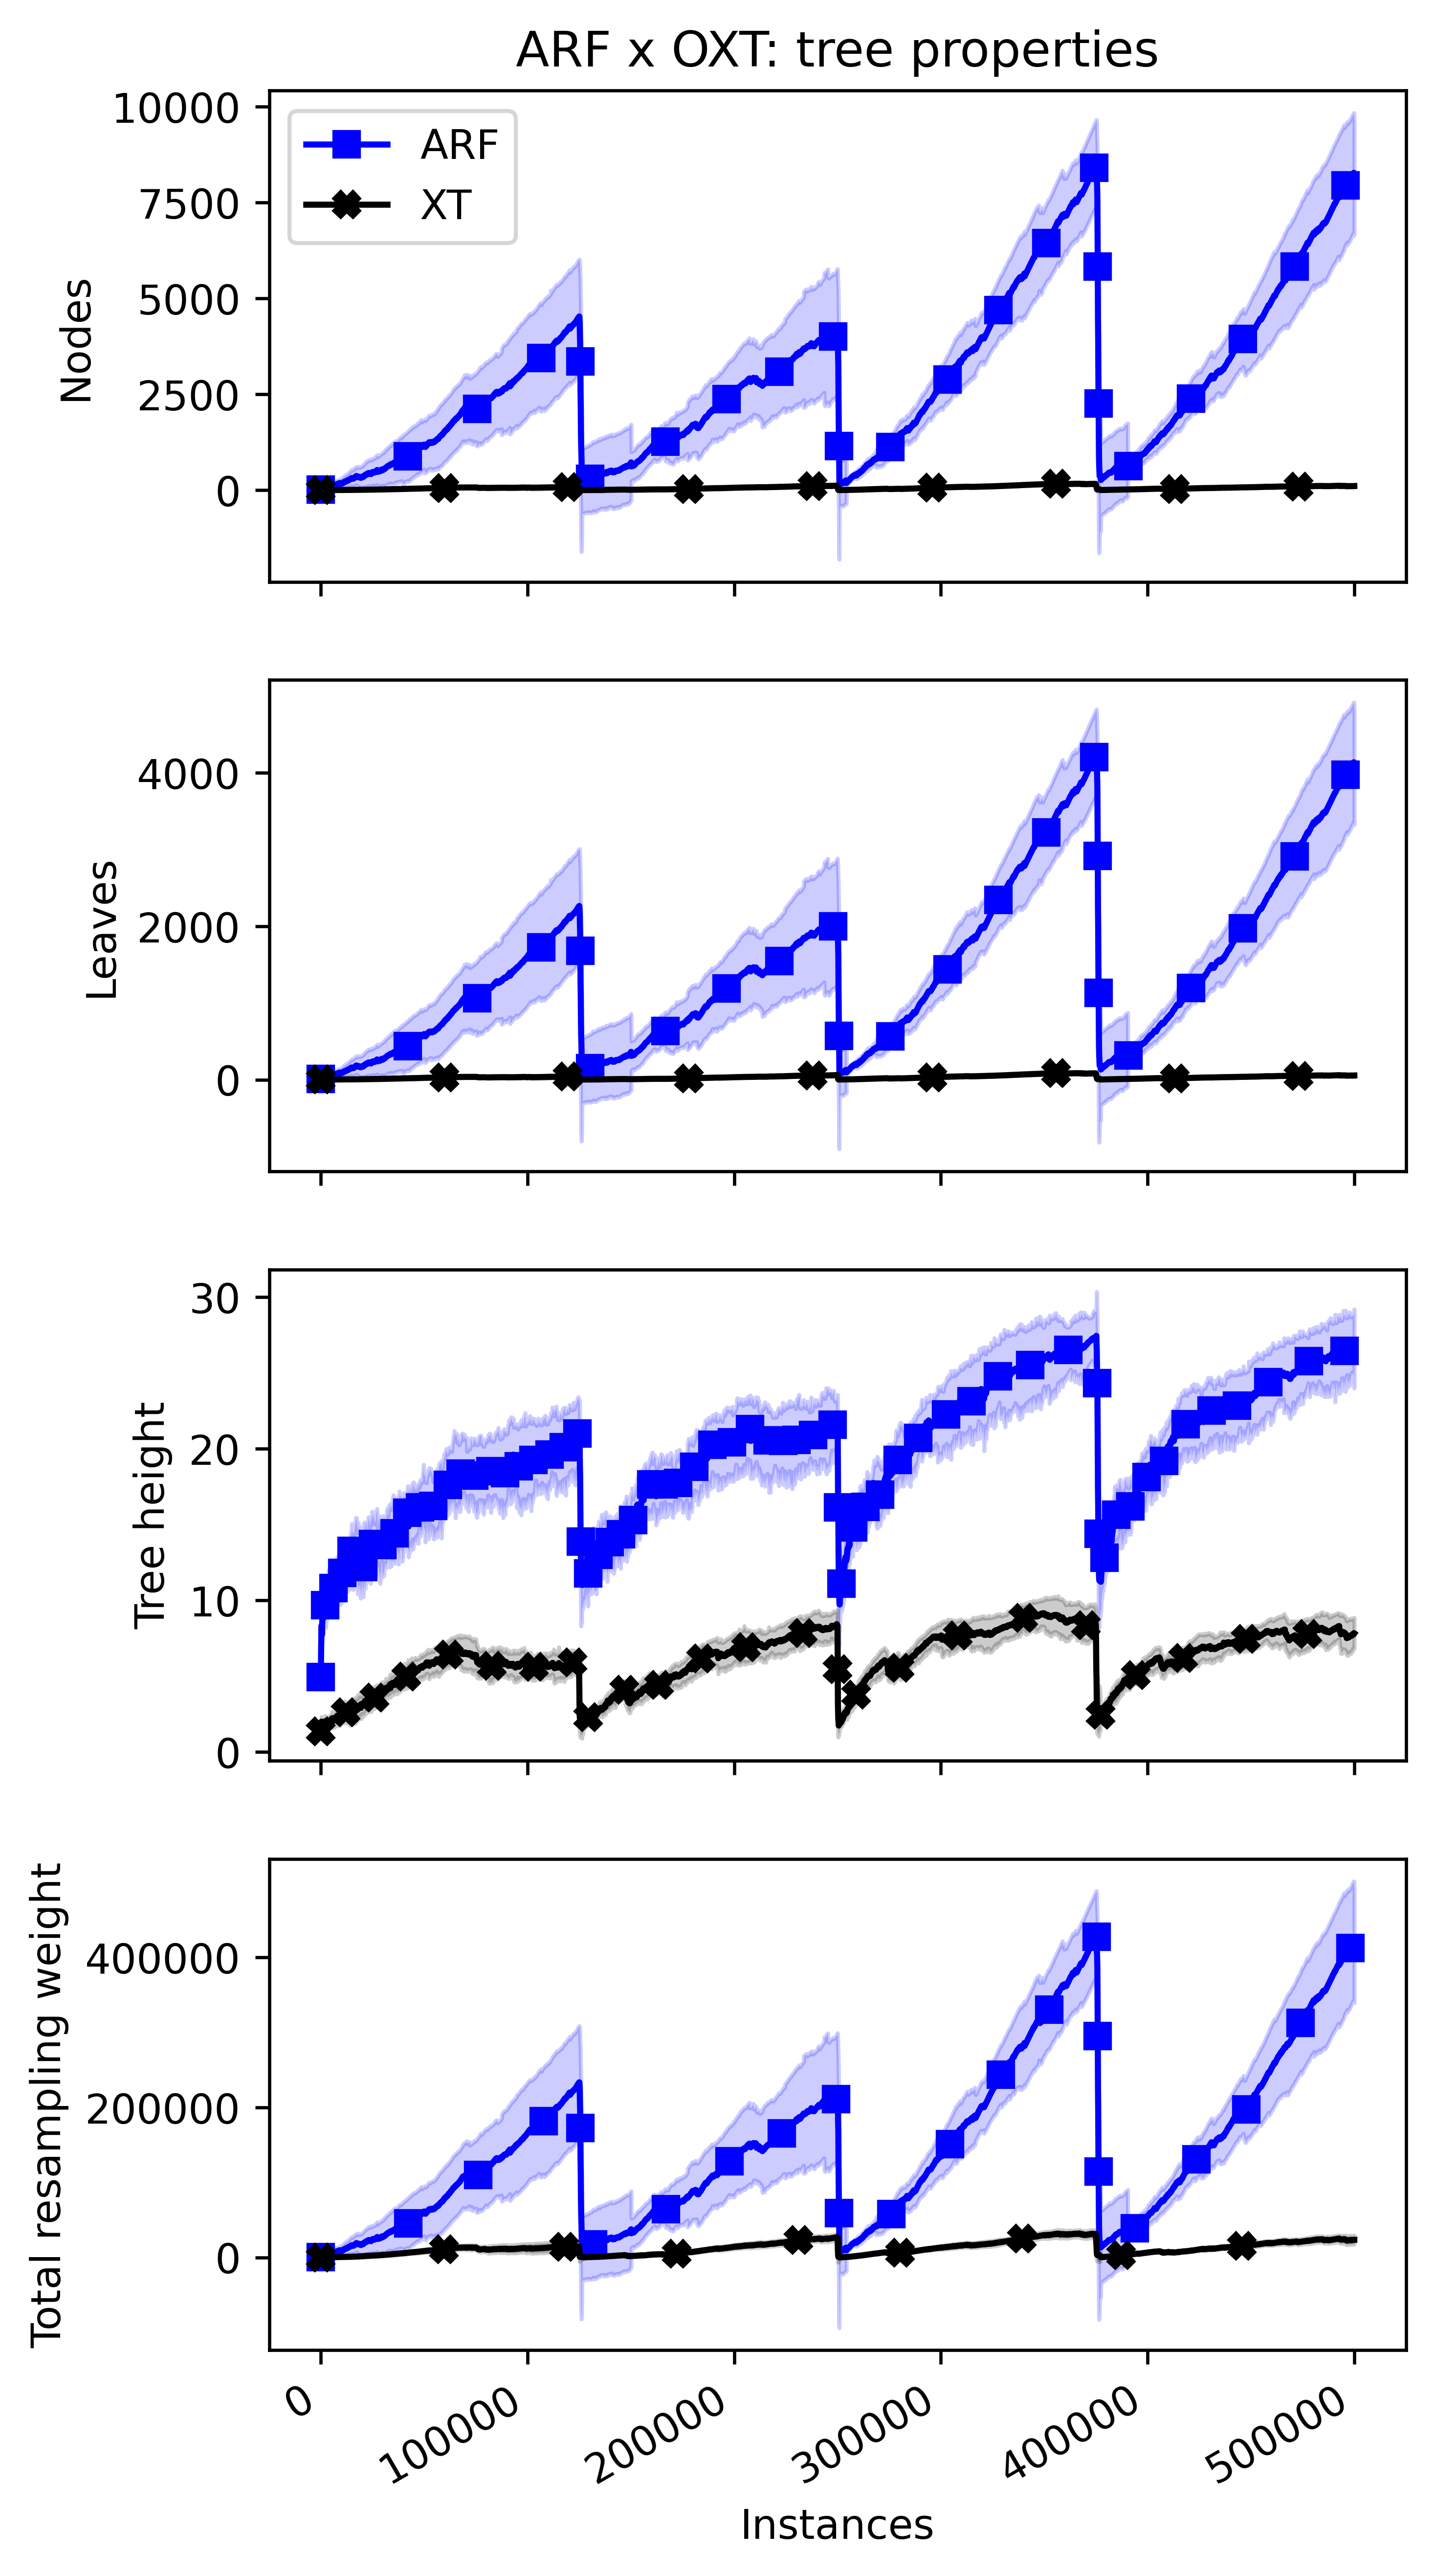 ARF x OXT: tree properties
10000
7500
5000
2500
0
Nodes
ARF
XT
4000
2000
0
Leaves
30
20
10
0
Tree height
400000
200000
0
Total resampling weight
0
100000
200000
300000
400000
500000
Instances